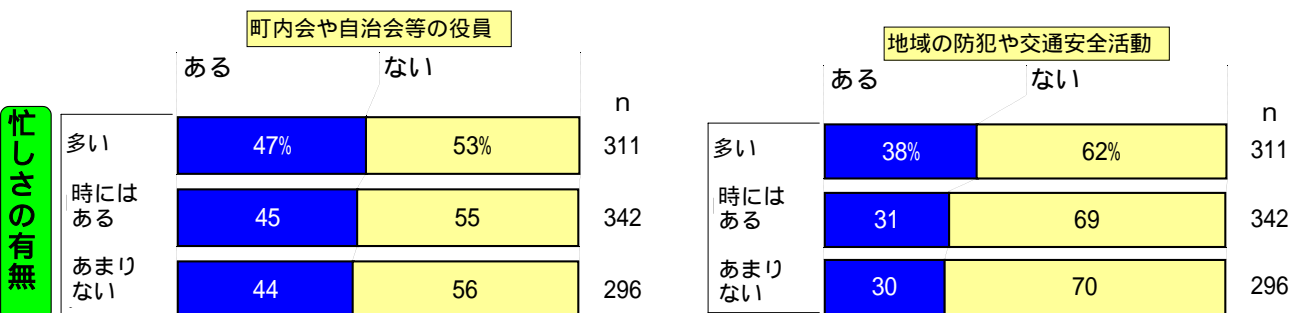 忙しさの有無
町内会や自治会等の役員
ある ない
n
多い 47% 53% 311
時には
ある 45 55 342
あまり
ない 44 56 296
地域の防犯や交通安全活動
ある ない
n
多い 38% 62% 311
時には
ある 31 69 342
あまり
ない 30 70 296